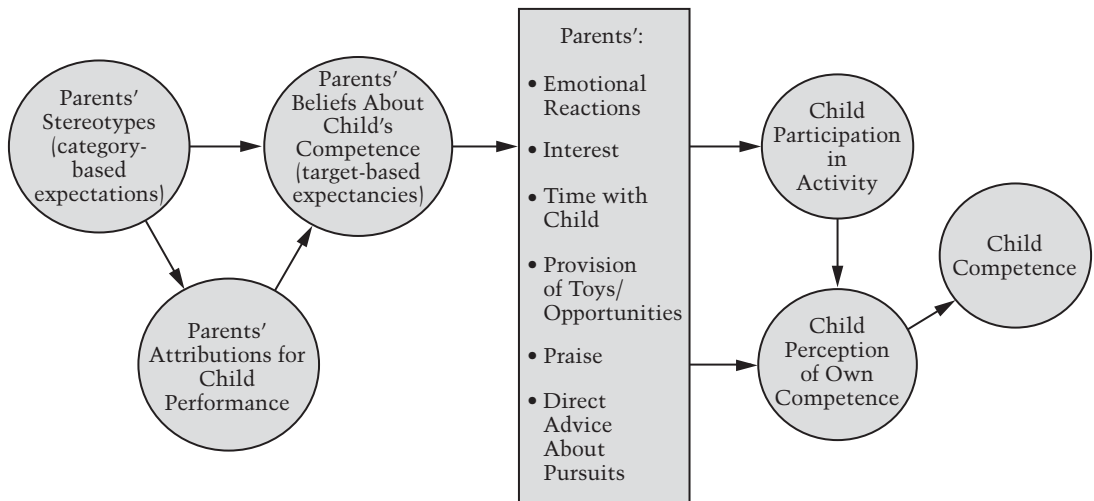 Parents'
Stereotypes
(category-
based
expectations)
Parents'
Beliefs About
Child's
Competence
(target-based
expectancies)
Parents'
Attributions for
Child
Performance
Parents':
• Emotional
Reactions
• Interest
• Time with
Child
• Provision
of Toys/
Opportunities
• Praise
• Direct
Advice
About
Pursuits
Child
Participation
in
Activity
Child
Perception
of Own
Competence
Child
Competence